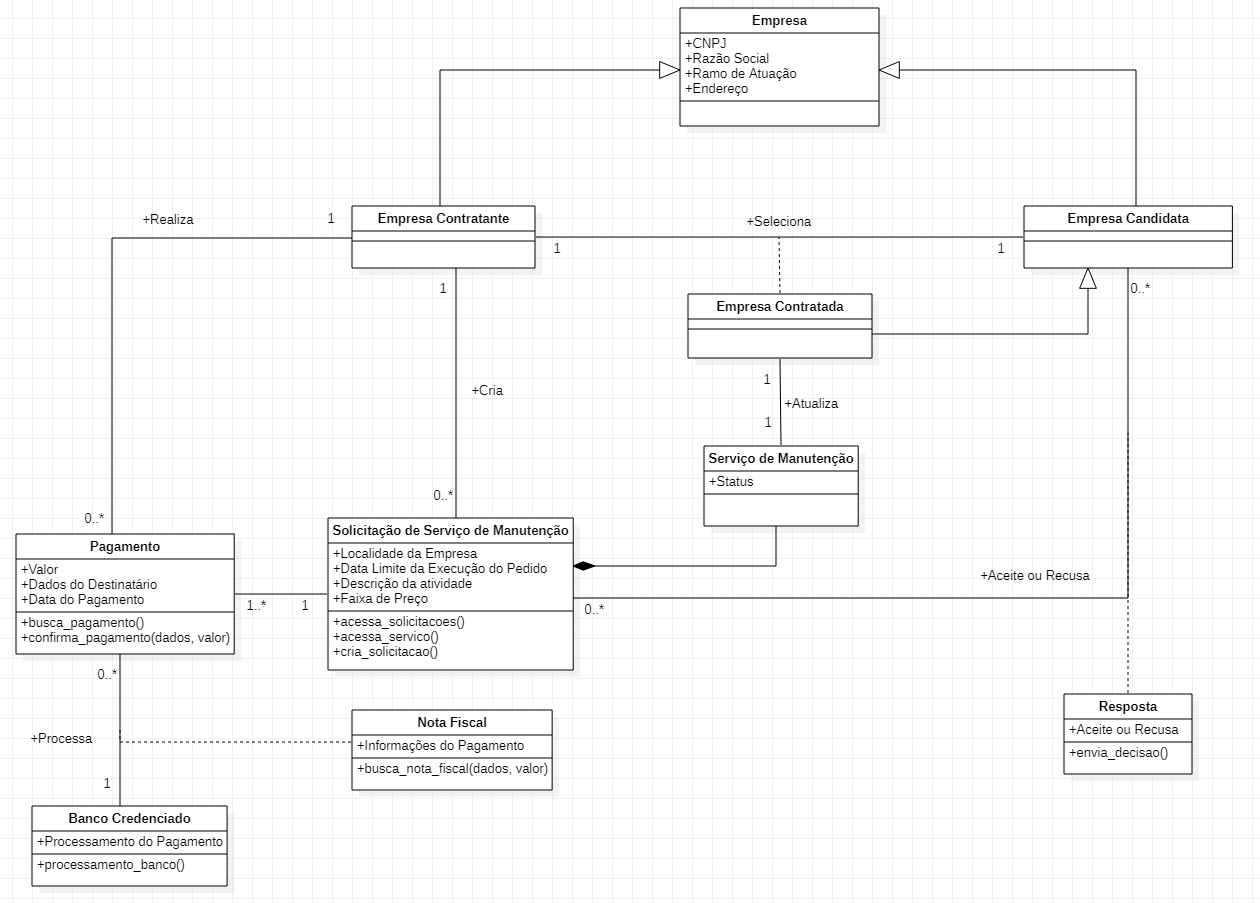 Empresa
+CNPJ
+Razão Social
+Ramo de Atuação
+Endereço
+Realiza
1
Empresa Contratante
1
+Seleciona
1
Empresa Candidata
1
0..*
Empresa Contratada
1
+Atualiza
1
+Cria
Serviço de Manutenção
+Status
0..*
0..*
Pagamento
+Valor
+Dados do Destinatário
+Data do Pagamento
+busca_pagamento()
+confirma_pagamento(dados, valor)
1..*
1
Solicitação de Serviço de Manutenção
+Localidade da Empresa
+Data Limite da Execução do Pedido
+Descrição da atividade
+Faixa de Preço
+acessa_solicitacoes()
+acessa_servico()
+cria_solicitacao()
0..*
+Aceite ou Recusa
0..*
+Processa
1
Nota Fiscal
+Informações do Pagamento
+busca_nota_fiscal(dados, valor)
Resposta
+Aceite ou Recusa
+envia_decisao()
Banco Credenciado
+Processamento do Pagamento
+processamento_banco()